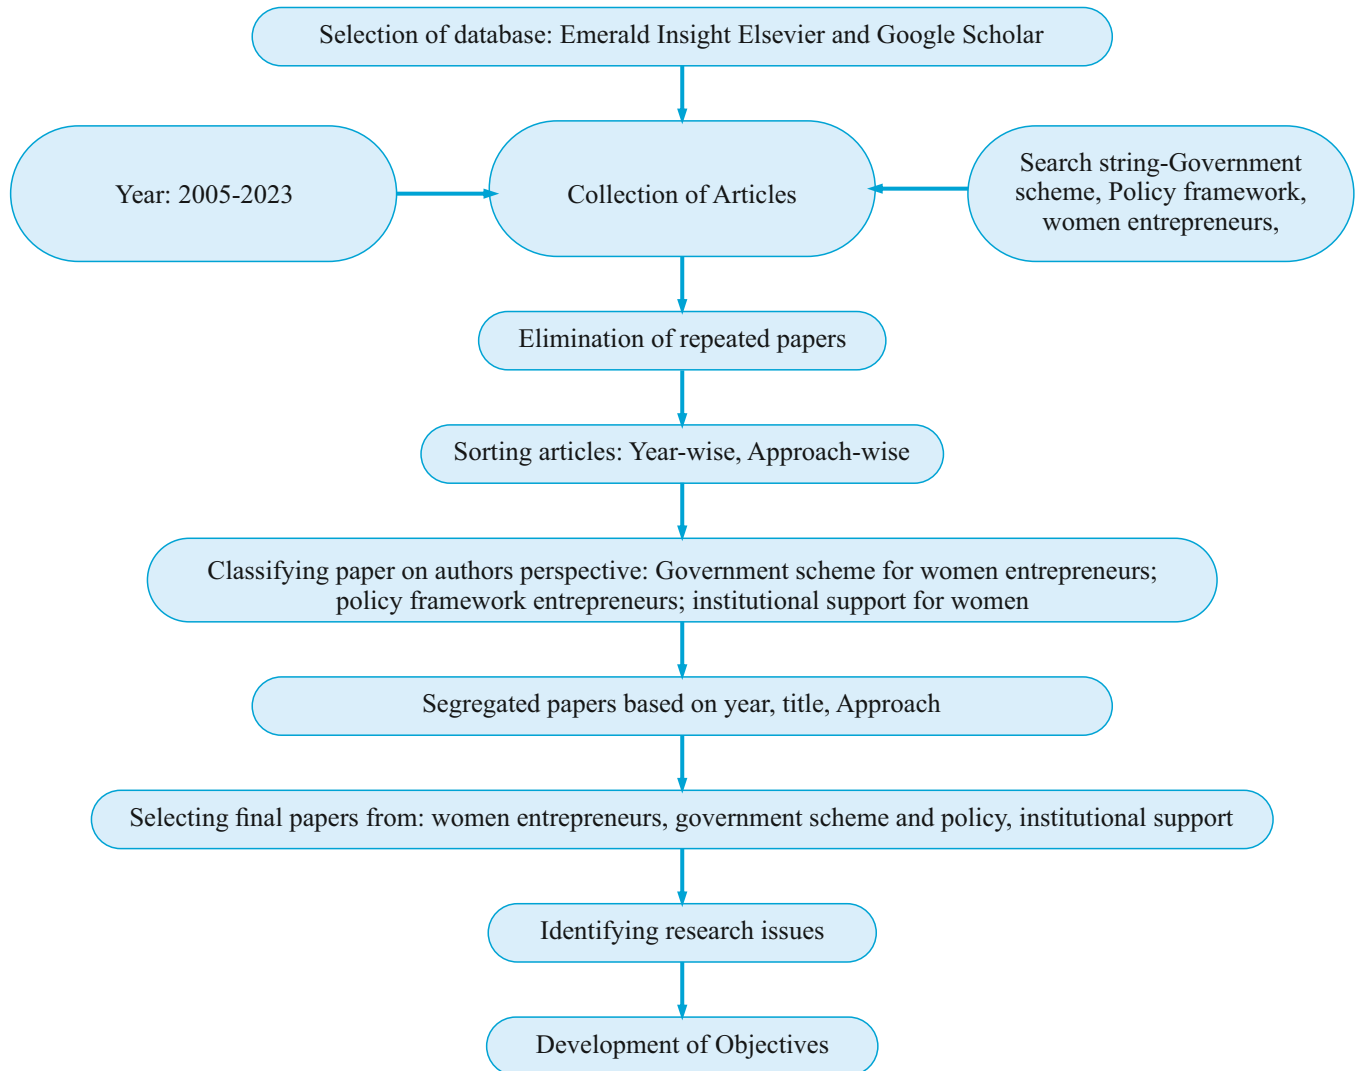 Selection of database: Emerald Insight Elsevier and Google Scholar
Year: 2005-2023
Collection of Articles
Search string-Government
scheme, Policy framework,
women entrepreneurs,
Elimination of repeated papers
Sorting articles: Year-wise, Approach-wise
Classifying paper on authors perspective: Government scheme for women entrepreneurs;
policy framework entrepreneurs; institutional support for women
Segregated papers based on year, title, Approach
Selecting final papers from: women entrepreneurs, government scheme and policy, institutional support
Identifying research issues
Development of Objectives